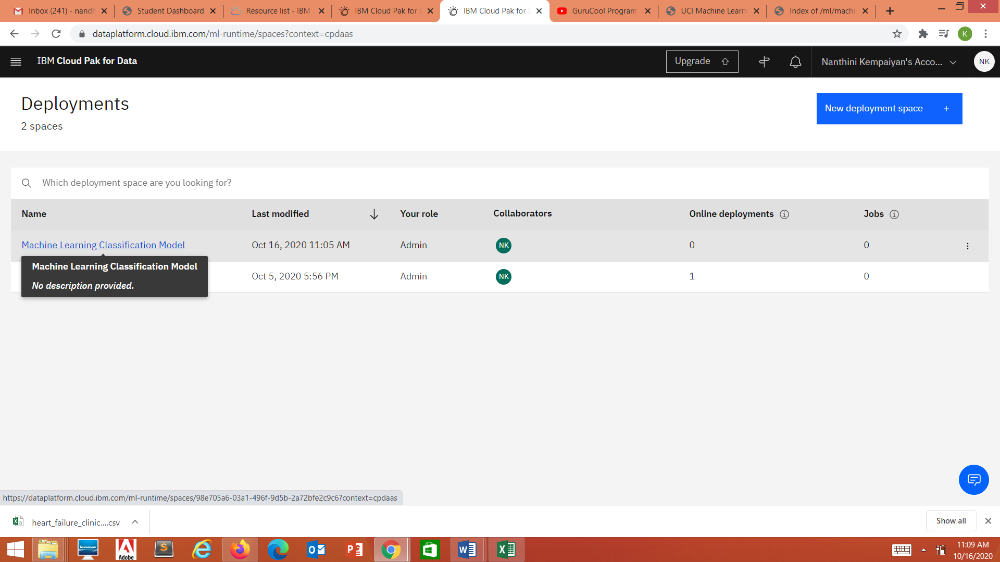 Inbox (241) - nandh
Student Dashboard
Resource list - IBM
IBM Cloud Pak for D
IBM Cloud Pak for D
GuruCool Program
UCI Machine Learni
Index of /ml/machi
dataplatform.cloud.ibm.com/ml-runtime/spaces?context=cpdaas
K
IBM Cloud Pak for Data
Upgrade
Nanthini Kempaiyan's Acco...
NK
Deployments
2 spaces
New deployment space +
Which deployment space are you looking for?
Name Last modified Your role Collaborators Online deployments Jobs
Machine Learning Classification Model Oct 16, 2020 11:05 AM Admin NK 0 0
Machine Learning Classification Model
No description provided.
Oct 5, 2020 5:56 PM Admin NK 1 0
https://dataplatform.cloud.ibm.com/ml-runtime/spaces/98e705a6-03a1-496f-9d5b-2a72bfe2c9c6?context=cpdaas
heart_failure_clinic....csv
Show all
Adobe
11:09 AM
10/16/2020